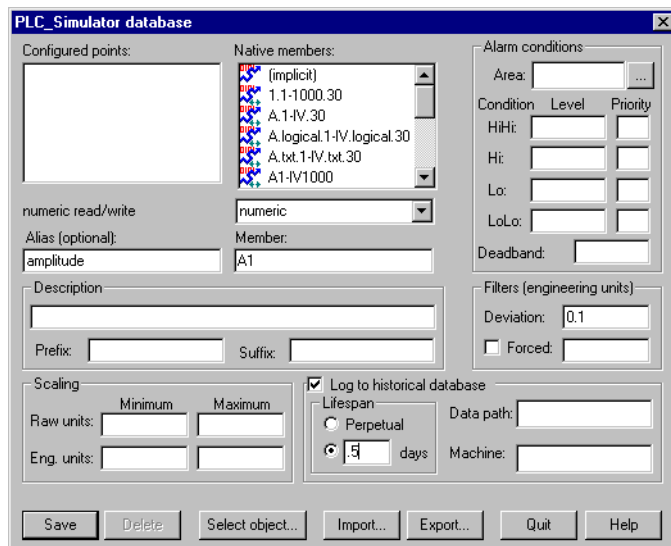 PLC_Simulator database
Configured points:
Native members:
(implicit)
1.1-1000.30
A.1-IV.30
A.logical.1-IV.logical.30
A.txt.1-IV.txt.30
A1-IV1000
numeric read/write
numeric
Alias (optional):
Member:
amplitude
A1
Alarm conditions
Area:
...
Condition Level Priority
HiHi:
Hi:
Lo:
LoLo:
Deadband:
Description
Prefix:
Suffix:
Filters (engineering units)
Deviation: 0.1
Forced:
Scaling
Minimum Maximum
Raw units:
Eng. units:
Log to historical database
Lifespan
Perpetual
.5 days
Data path:
Machine:
Save Delete Select object... Import... Export... Quit Help